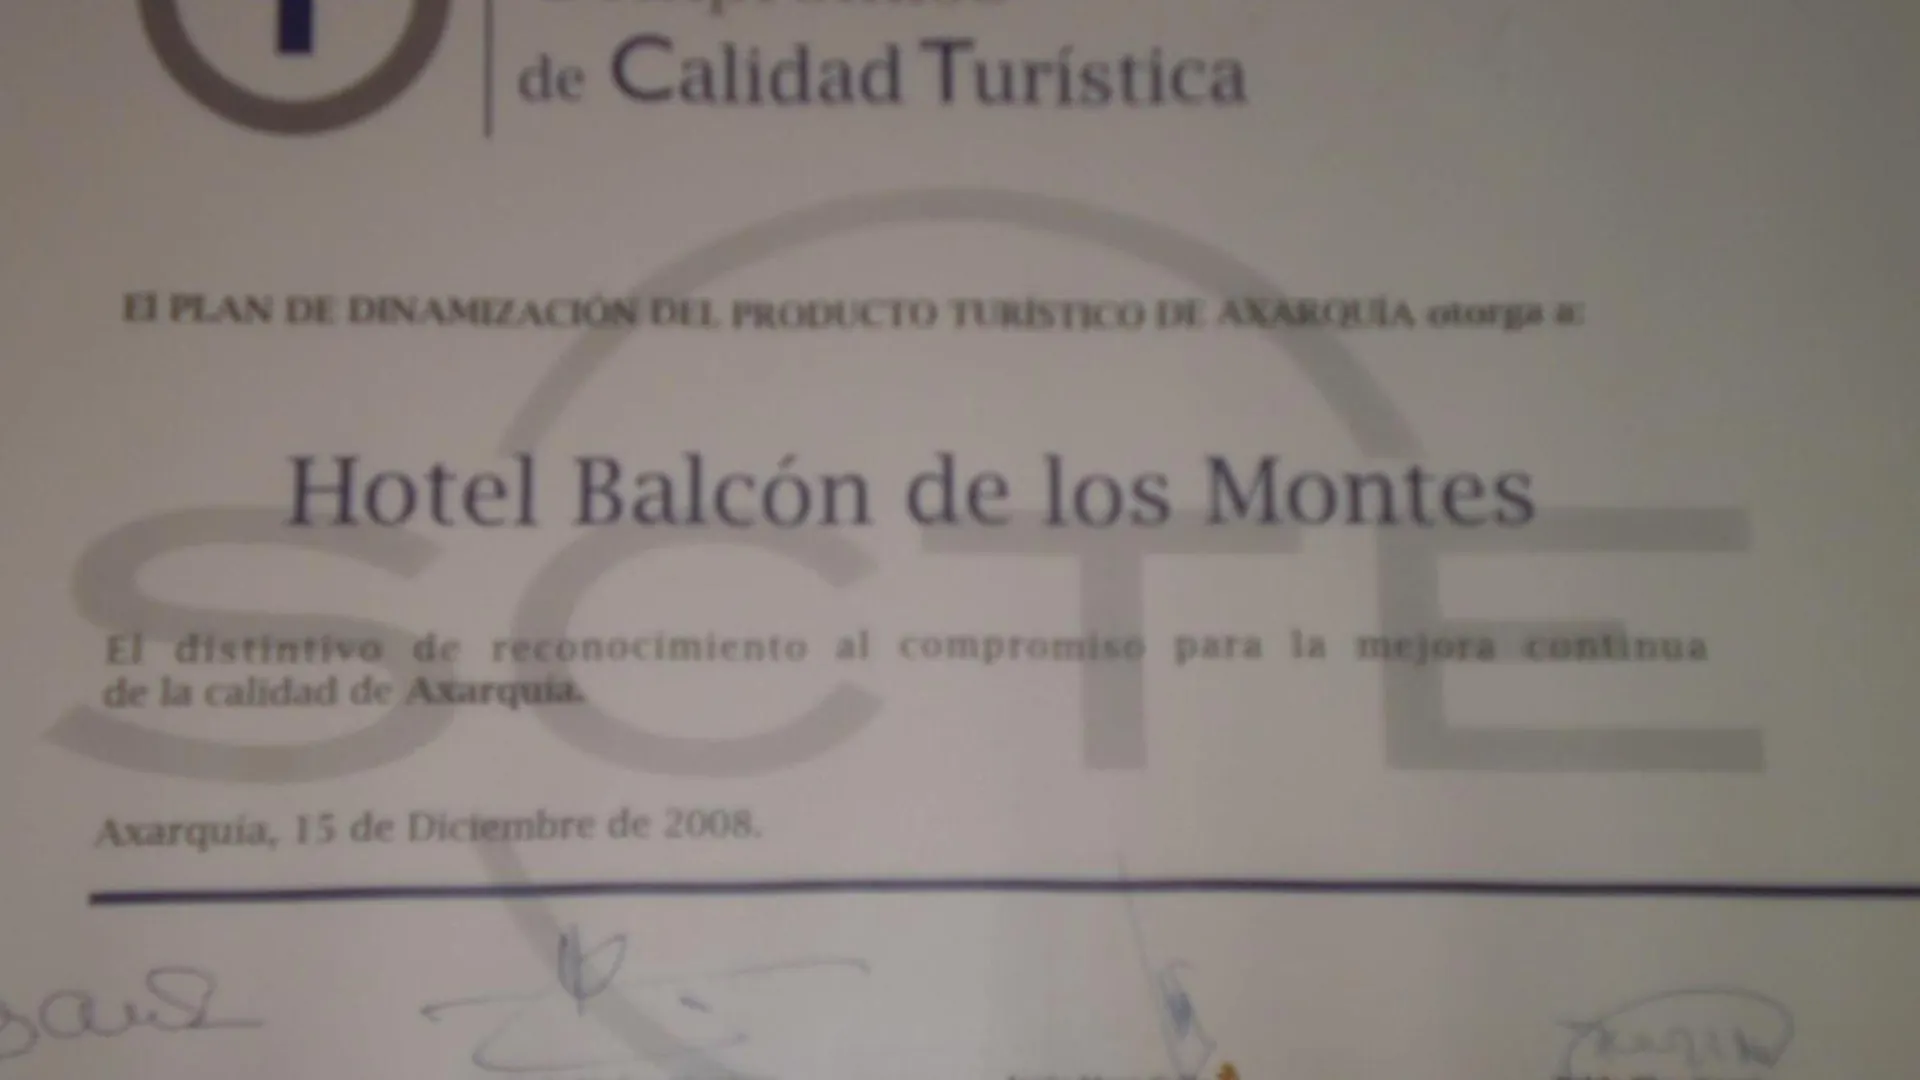 de Calidad Turística
El PLAN DE DINAMIZACIÓN DEL PRODUCTO TURÍSTICO DE AXARQUÍA otorga a:
Hotel Balcón de los Montes
SCTE
El distintivo de reconocimiento al compromiso para la mejora continua
de la calidad de Axarquía.
Axarquía, 15 de Diciembre de 2008.